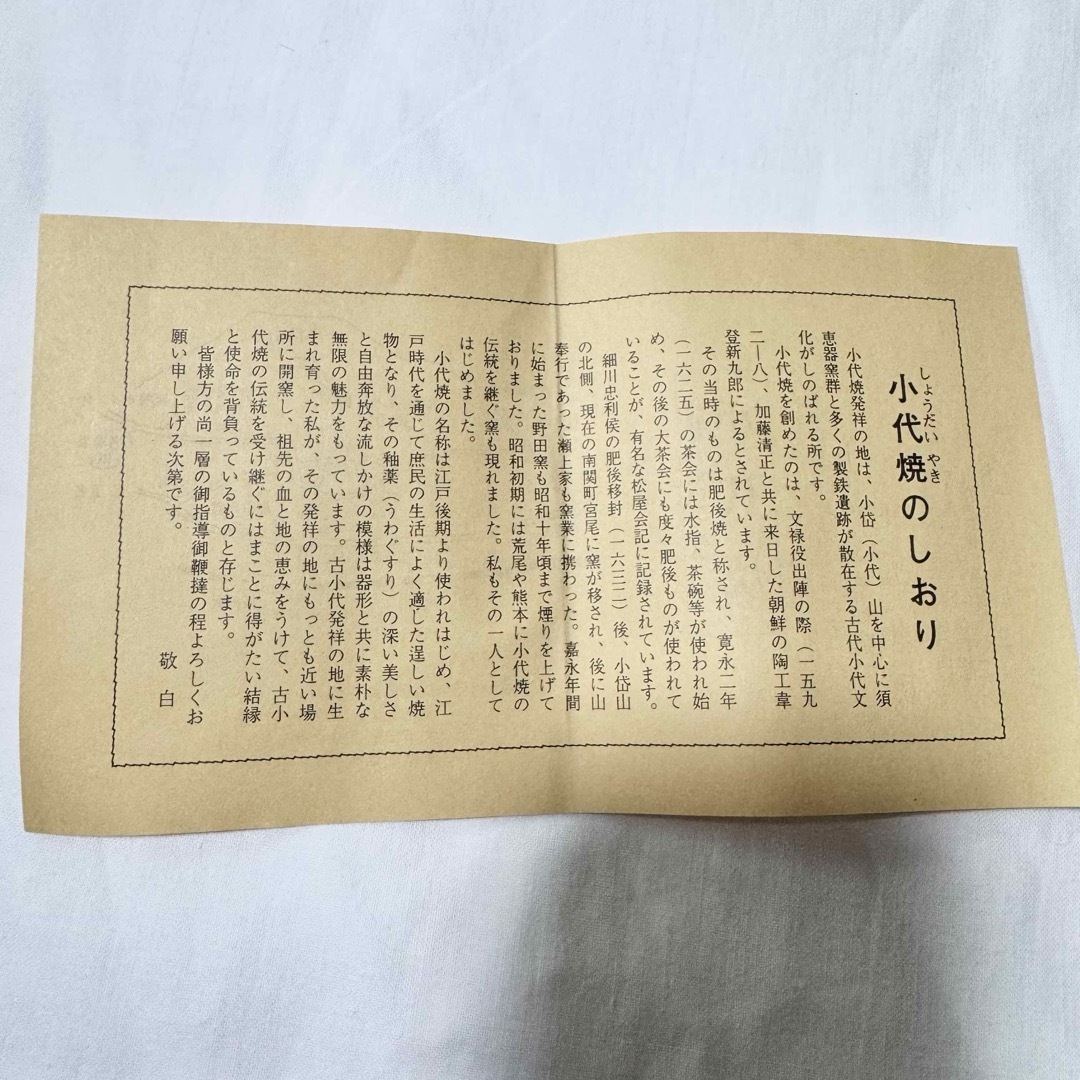 しょうだい やき
小代焼のしおり
小代焼発祥の地は、小岱（小代）山を中心に須
恵器窯群と多くの製鉄遺跡が散在する古代小代文
化がしのばれる所です。
小代焼を創めたのは、文禄役出陣の際（一五九
二―八）、加藤清正と共に来日した朝鮮の陶工韋
登新九郎によるとされています。
その当時のものは肥後焼と称され、寛永二年
（一六二五）の茶会には水指、茶碗等が使われ始
め、その後の大茶会にも度々肥後ものが使われて
いることが、有名な松屋会記に記録されています。
細川忠利侯の肥後移封（一六三二）後、小岱山
の北側、現在の南関町宮尾に窯が移され、後に山
奉行であった瀬上家も窯業に携わった。嘉永年間
に始まった野田窯も昭和十年頃まで煙りを上げて
おりました。昭和初期には荒尾や熊本に小代焼の
伝統を継ぐ窯も現れました。私もその一人として
はじめました。
小代焼の名称は江戸後期より使われはじめ、江
戸時代を通じて庶民の生活によく適した逞しい焼
物となり、その釉薬（うわぐすり）の深い美しさ
と自由奔放な流しかけの模様は器形と共に素朴な
無限の魅力をもっています。古小代発祥の地に生
まれ育った私が、その発祥の地にもっとも近い場
所に開窯し、祖先の血と地の恵みをうけて、古小
代焼の伝統を受け継ぐにはまことに得がたい結縁
と使命を背負っているものと存じます。
皆様方の尚一層の御指導御鞭撻の程よろしくお
願い申し上げる次第です。
敬白